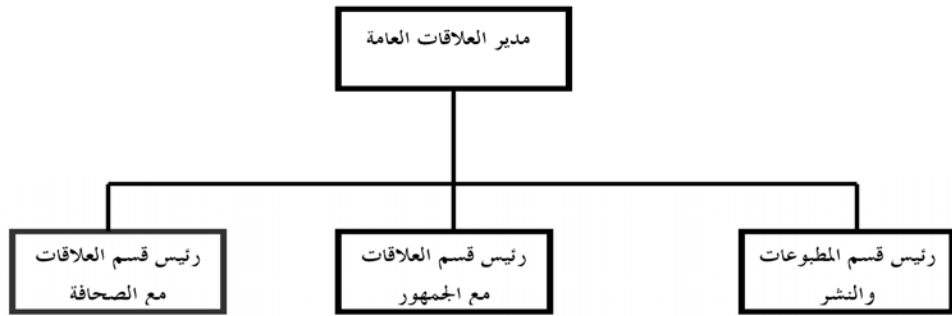 مدير العلاقات العامة
رئيس قسم المطبوعات
والنشر
رئيس قسم العلاقات
مع الجمهور
رئيس قسم العلاقات
مع الصحافة